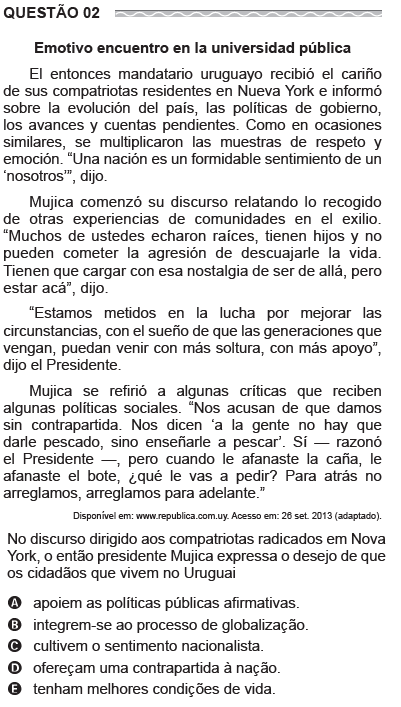 QUESTÃO 02
Emotivo encuentro en la universidad pública
El entonces mandatario uruguayo recibió el cariño
de sus compatriotas residentes en Nueva York e informó
sobre la evolución del país, las políticas de gobierno,
los avances y cuentas pendientes. Como en ocasiones
similares, se multiplicaron las muestras de respeto y
emoción. “Una nación es un formidable sentimiento de un
‘nosotros’”, dijo.
Mujica comenzó su discurso relatando lo recogido
de otras experiencias de comunidades en el exilio.
“Muchos de ustedes echaron raíces, tienen hijos y no
pueden cometer la agresión de descuajarle la vida.
Tienen que cargar con esa nostalgia de ser de allá, pero
estar acá”, dijo.
“Estamos metidos en la lucha por mejorar las
circunstancias, con el sueño de que las generaciones que
vengan, puedan venir con más soltura, con más apoyo”,
dijo el Presidente.
Mujica se refirió a algunas críticas que reciben
algunas políticas sociales. “Nos acusan de que damos
sin contrapartida. Nos dicen ‘a la gente no hay que
darle pescado, sino enseñarle a pescar’. Sí — razonó
el Presidente —, pero cuando le afanaste la caña, le
afanaste el bote, ¿qué le vas a pedir? Para atrás no
arreglamos, arreglamos para adelante.”
Disponível em: www.republica.com.uy. Acesso em: 26 set. 2013 (adaptado).
No discurso dirigido aos compatriotas radicados em Nova
York, o então presidente Mujica expressa o desejo de que
os cidadãos que vivem no Uruguai
A apoiem as políticas públicas afirmativas.
B integrem-se ao processo de globalização.
C cultivem o sentimento nacionalista.
D ofereçam uma contrapartida à nação.
E tenham melhores condições de vida.